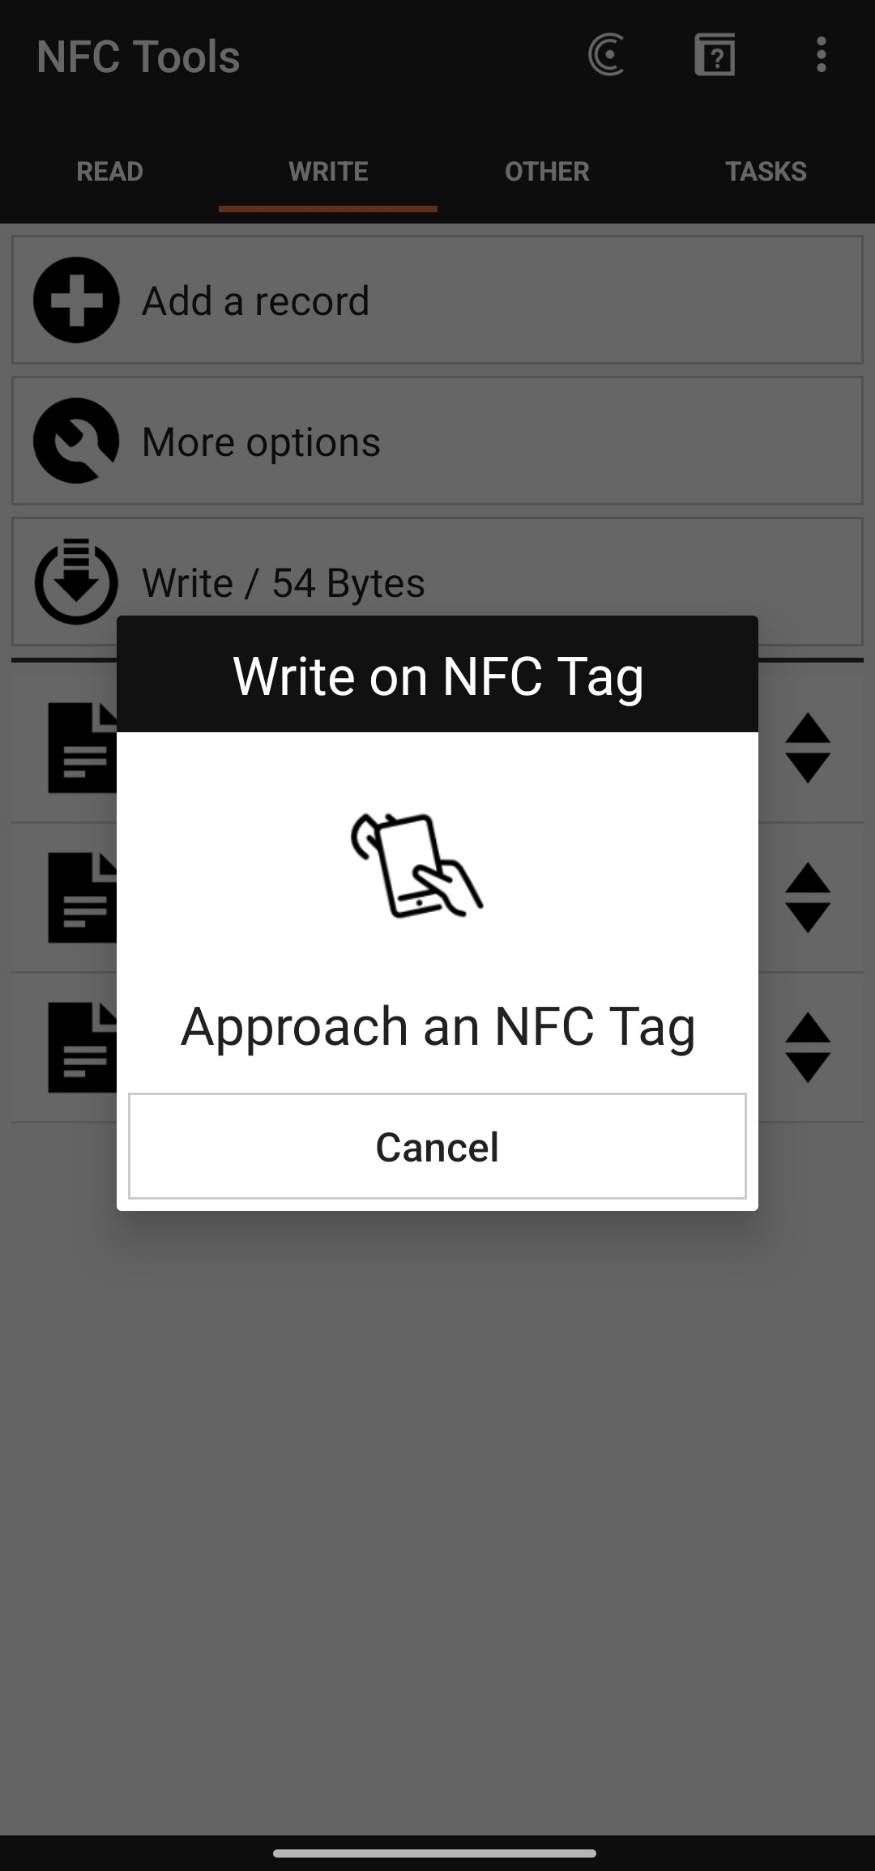 NFC Tools
READ WRITE OTHER TASKS
Add a record
More options
Write / 54 Bytes
Write on NFC Tag
Approach an NFC Tag
Cancel